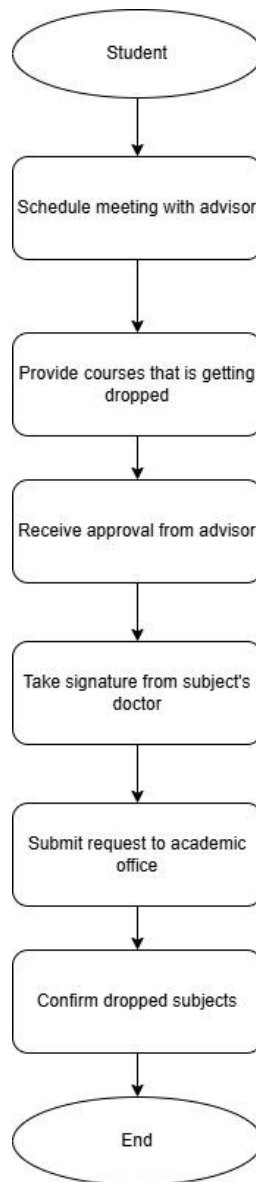 Student
Schedule meeting with advisor
Provide courses that is getting
dropped
Receive approval from advisor
Take signature from subject's
doctor
Submit request to academic
office
Confirm dropped subjects
End